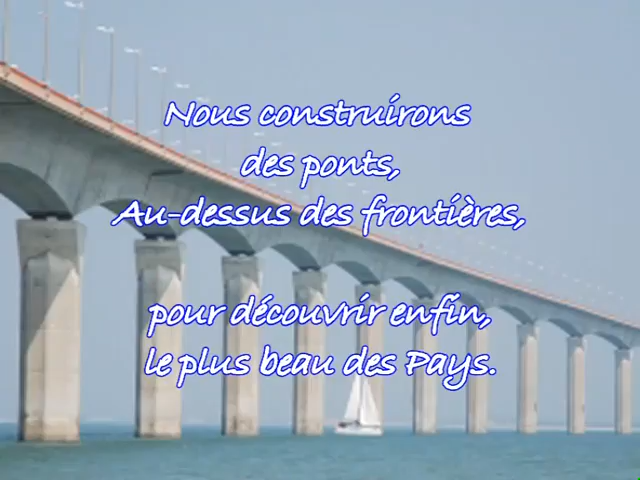 Nous construirons
des ponts,
Au-dessus des frontières,
pour découvrir enfin,
le plus beau des Pays.